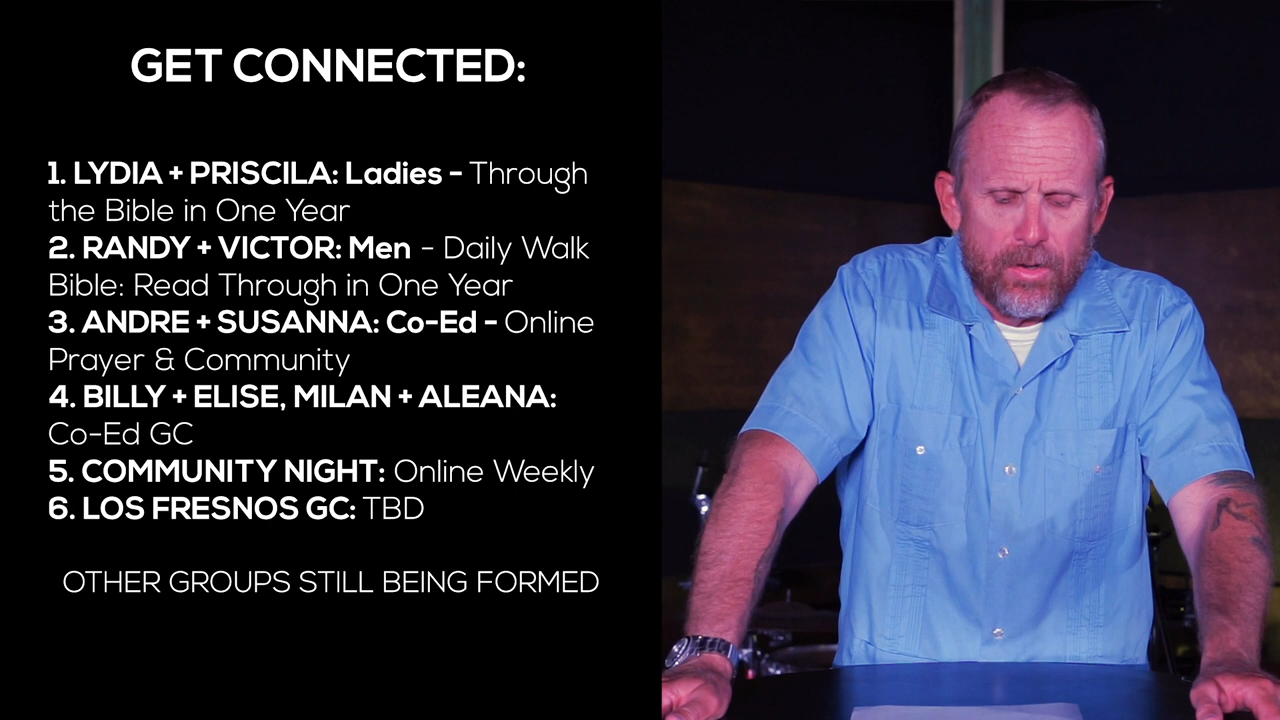 GET CONNECTED:
1. LYDIA + PRISCILA: Ladies - Through
the Bible in One Year
2. RANDY + VICTOR: Men - Daily Walk
Bible: Read Through in One Year
3. ANDRE + SUSANNA: Co-Ed - Online
Prayer & Community
4. BILLY + ELISE, MILAN + ALEANA:
Co-Ed GC
5. COMMUNITY NIGHT: Online Weekly
6. LOS FRESNOS GC: TBD
OTHER GROUPS STILL BEING FORMED